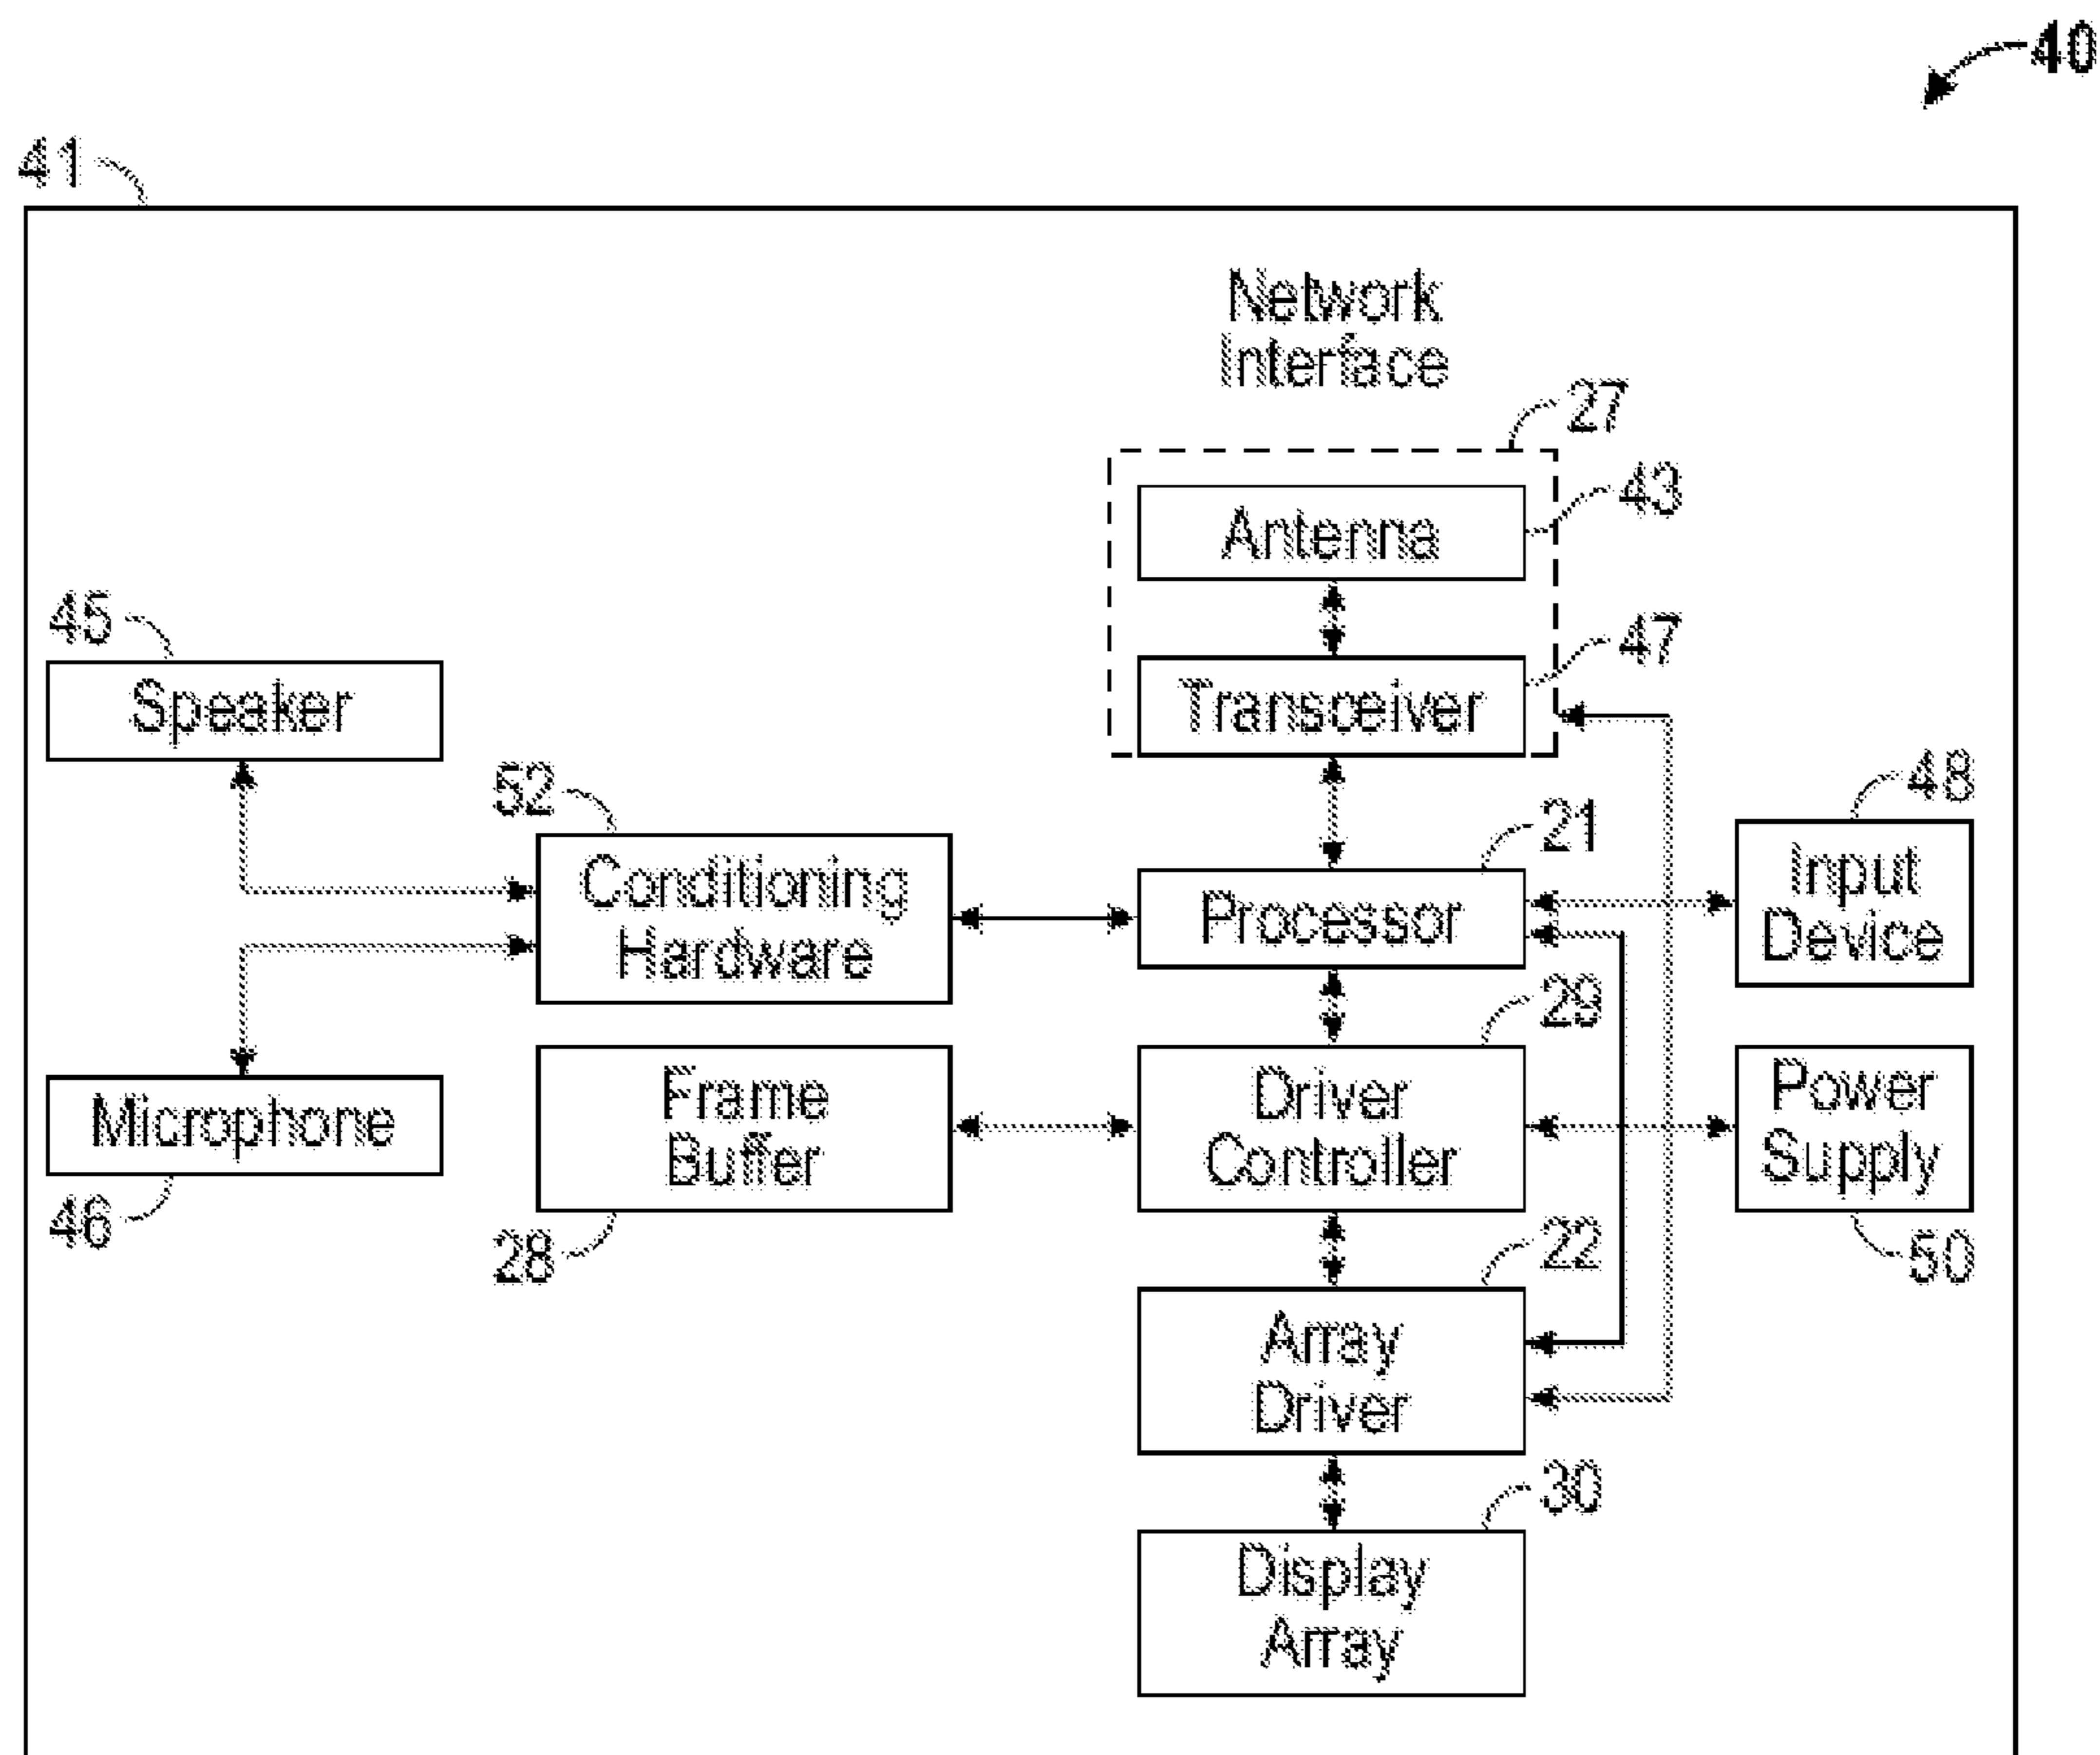 40
41
Network
Interface
27
Antenna
43
45
Speaker
Transceiver
47
52
Conditioning
Hardware
21
Processor
48
Input
Device
29
Microphone
46
Frame
Buffer
28
Driver
Controller
Power
Supply
50
22
Array
Driver
30
Display
Array